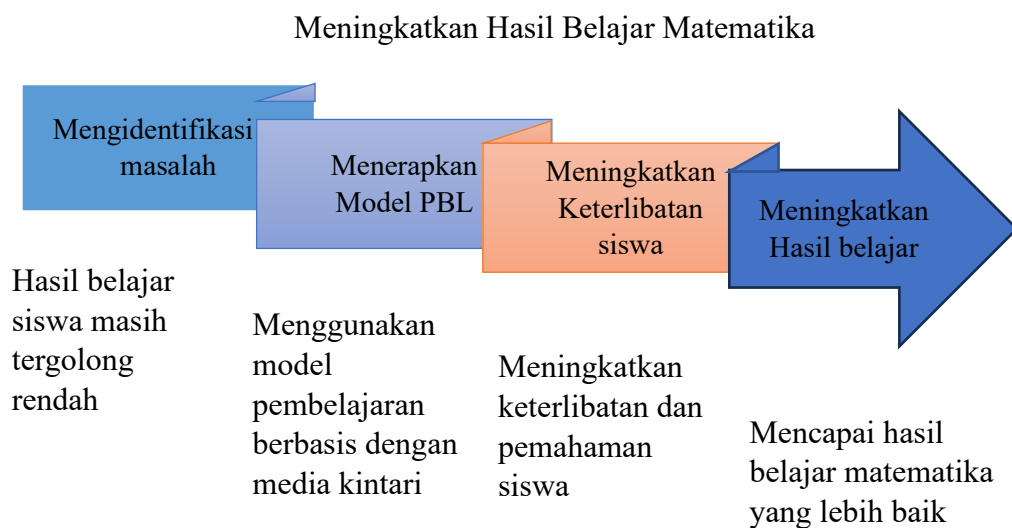 Meningkatkan Hasil Belajar Matematika
Mengidentifikasi
masalah
Menerapkan
Model PBL
Meningkatkan
Keterlibatan
siswa
Meningkatkan
Hasil belajar
Hasil belajar
siswa masih
tergolong
rendah
Menggunakan
model
pembelajaran
berbasis dengan
media kintari
Meningkatkan
keterlibatan dan
pemahaman
siswa
Mencapai hasil
belajar matematika
yang lebih baik